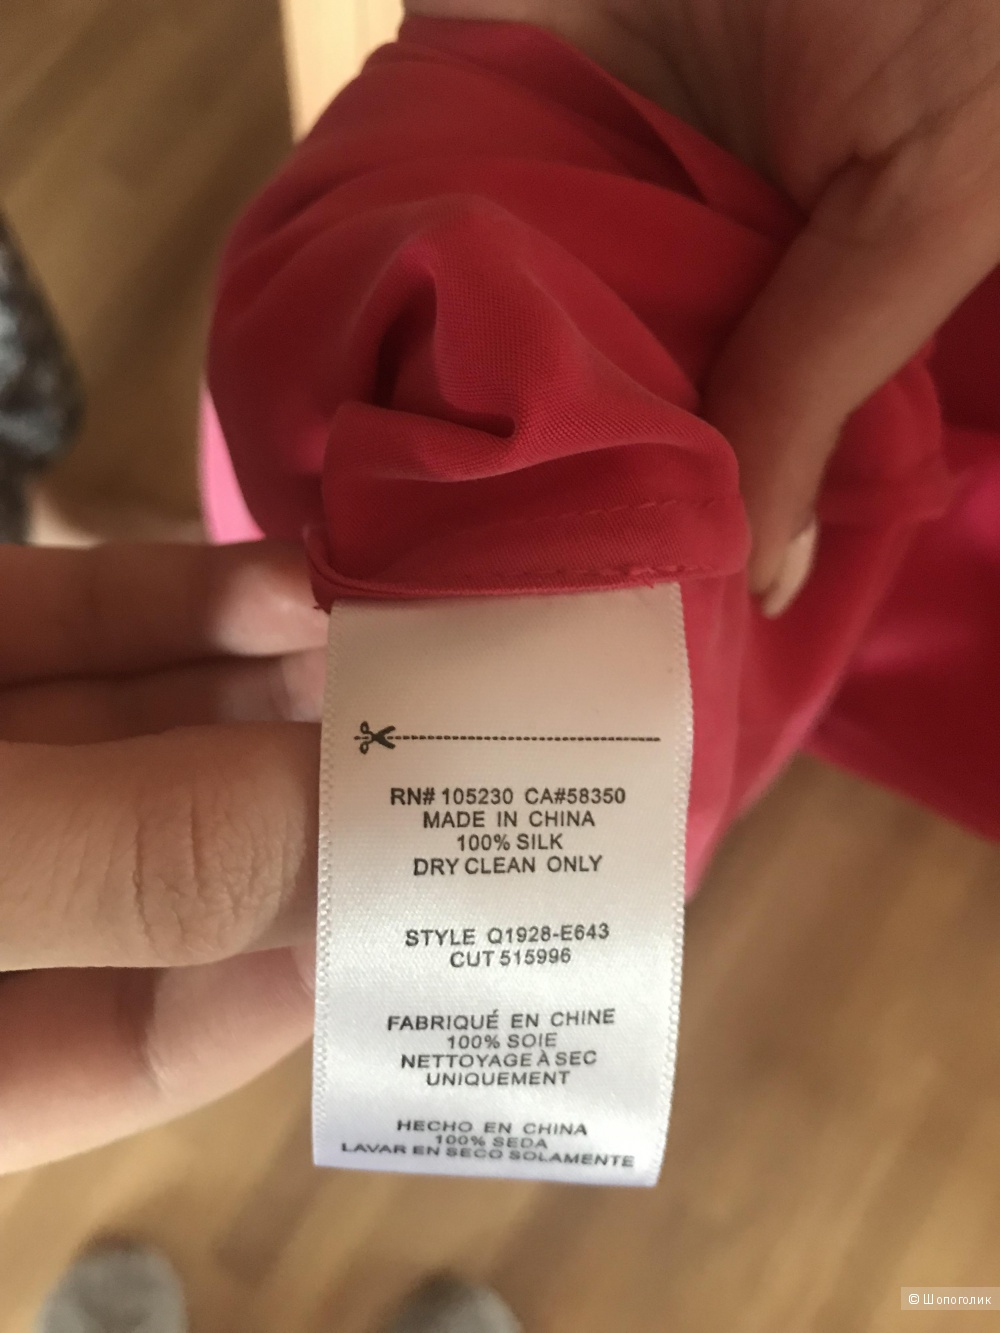 RN# 105230 CA#58350
MADE IN CHINA
100% SILK
DRY CLEAN ONLY
STYLE Q1928-E643
CUT 515996
FABRIQUÉ EN CHINE
100% SOIE
NETTOYAGE À SEC
UNIQUEMENT
HECHO EN CHINA
100% SEDA
LAVAR EN SECO SOLAMENTE
© Шопоголик